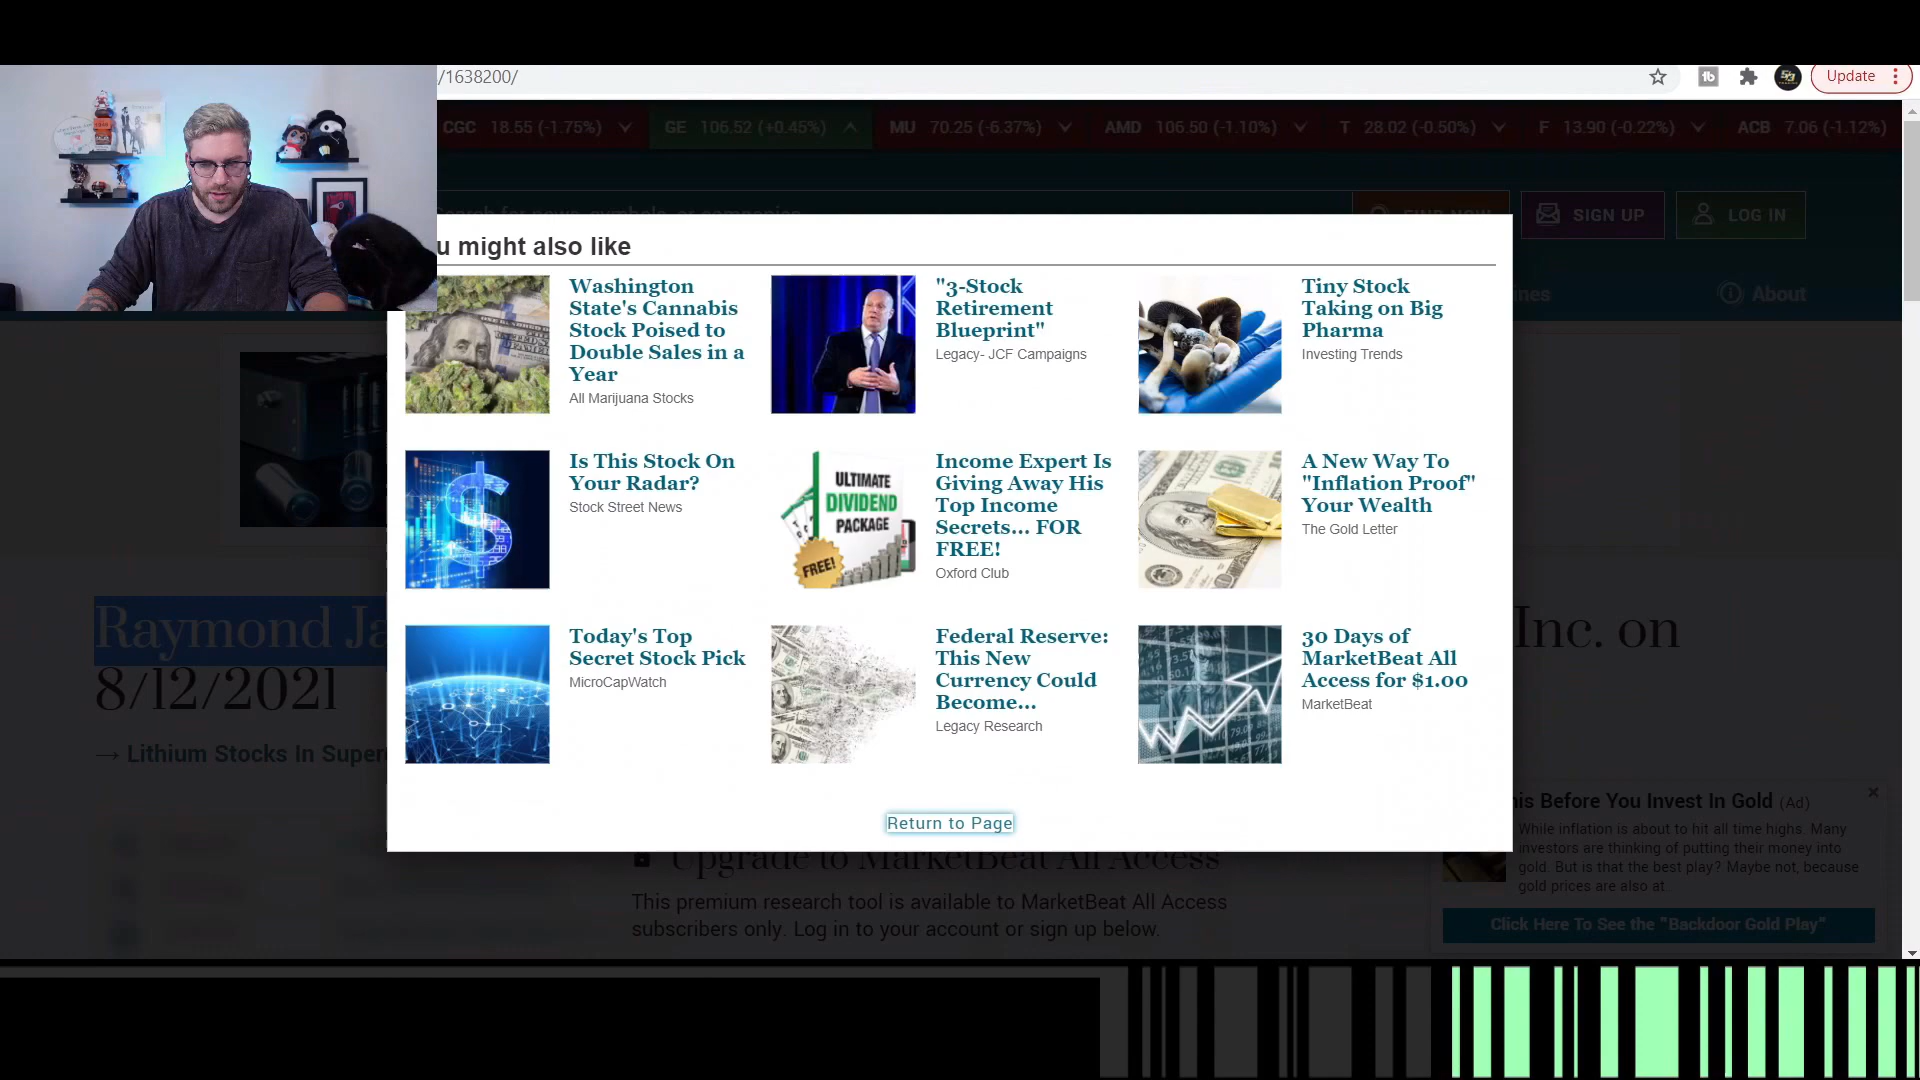 /1638200/
Update
CGC 18.55 (-1.75%)
GE 106.52 (+0.45%)
MU 70.25 (-6.37%)
AMD 106.50 (-1.10%)
T 28.02 (-0.50%)
F 13.90 (-0.22%)
ACB 7.06 (-1.12%)
SIGN UP
LOG IN
About
u might also like
Washington
State's Cannabis
Stock Poised to
Double Sales in a
Year
All Marijuana Stocks
"3-Stock
Retirement
Blueprint"
Legacy- JCF Campaigns
Tiny Stock
Taking on Big
Pharma
Investing Trends
Is This Stock On
Your Radar?
Stock Street News
ULTIMATE
DIVIDEND
PACKAGE
FREE!
Income Expert Is
Giving Away His
Top Income
Secrets... FOR
FREE!
Oxford Club
A New Way To
"Inflation Proof"
Your Wealth
The Gold Letter
Today's Top
Secret Stock Pick
MicroCapWatch
Federal Reserve:
This New
Currency Could
Become...
Legacy Research
30 Days of
MarketBeat All
Access for $1.00
MarketBeat
Return to Page
Raymond Ja
Inc. on
8/12/2021
→ Lithium Stocks In Super
Upgrade to MarketBeat All Access
This premium research tool is available to MarketBeat All Access
subscribers only. Log in to your account or sign up below.
his Before You Invest In Gold (Ad)
While inflation is about to hit all time highs. Many
investors are thinking of putting their money into
gold. But is that the best play? Maybe not, because
gold prices are also at.
Click Here To See the "Backdoor Gold Play"